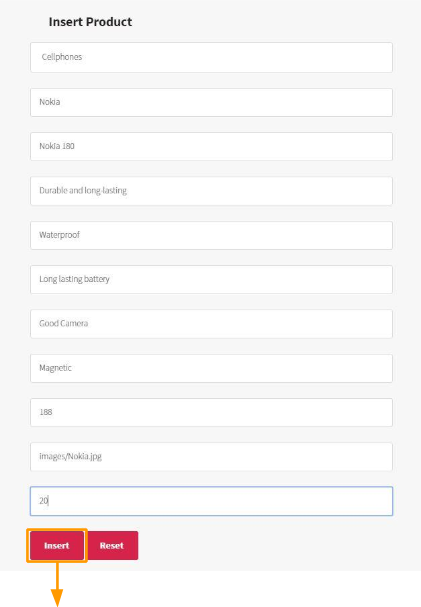 Insert Product
Cellphones
Nokia
Nokia 180
Durable and long-lasting
Waterproof
Long lasting battery
Good Camera
Magnetic
188
images/Nokia.jpg
20
Insert
Reset